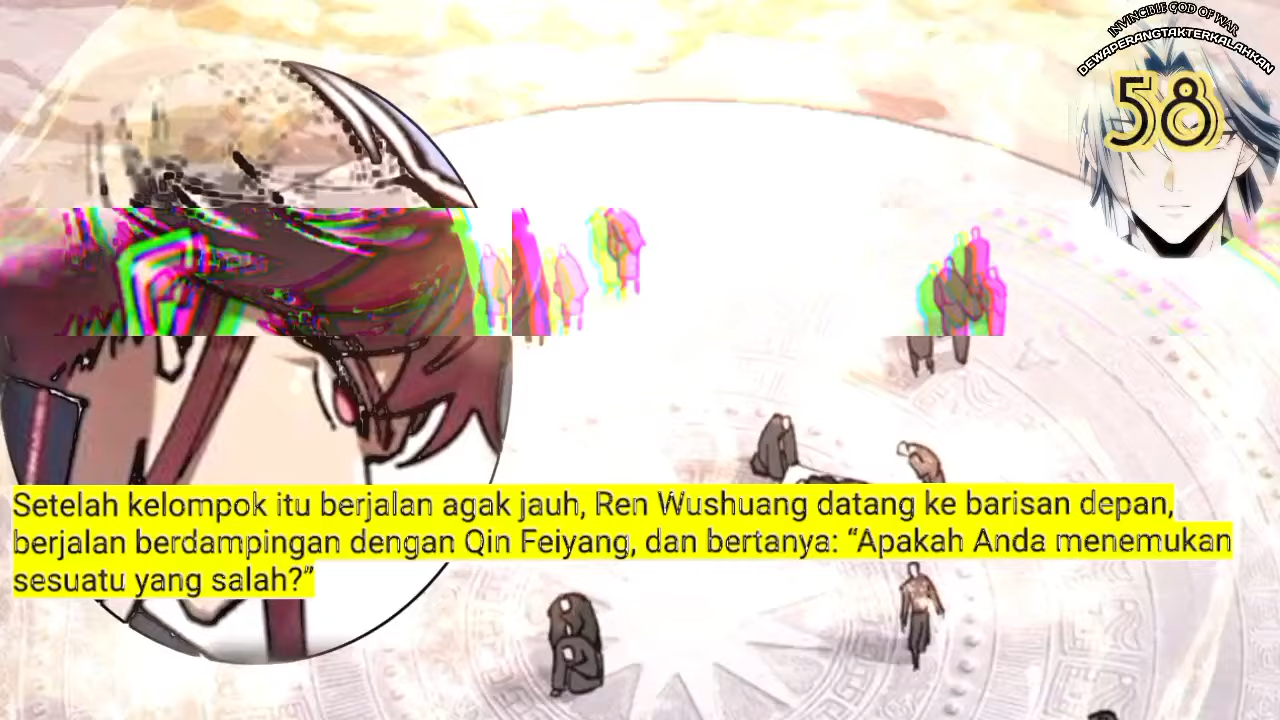 INVINCIBLE GOD OF WAR
DEWAPERANGTAKTERKALAHKAN
58
Setelah kelompok itu berjalan agak jauh, Ren Wushuang datang ke barisan depan,
berjalan berdampingan dengan Qin Feiyang, dan bertanya: “Apakah Anda menemukan
sesuatu yang salah?”